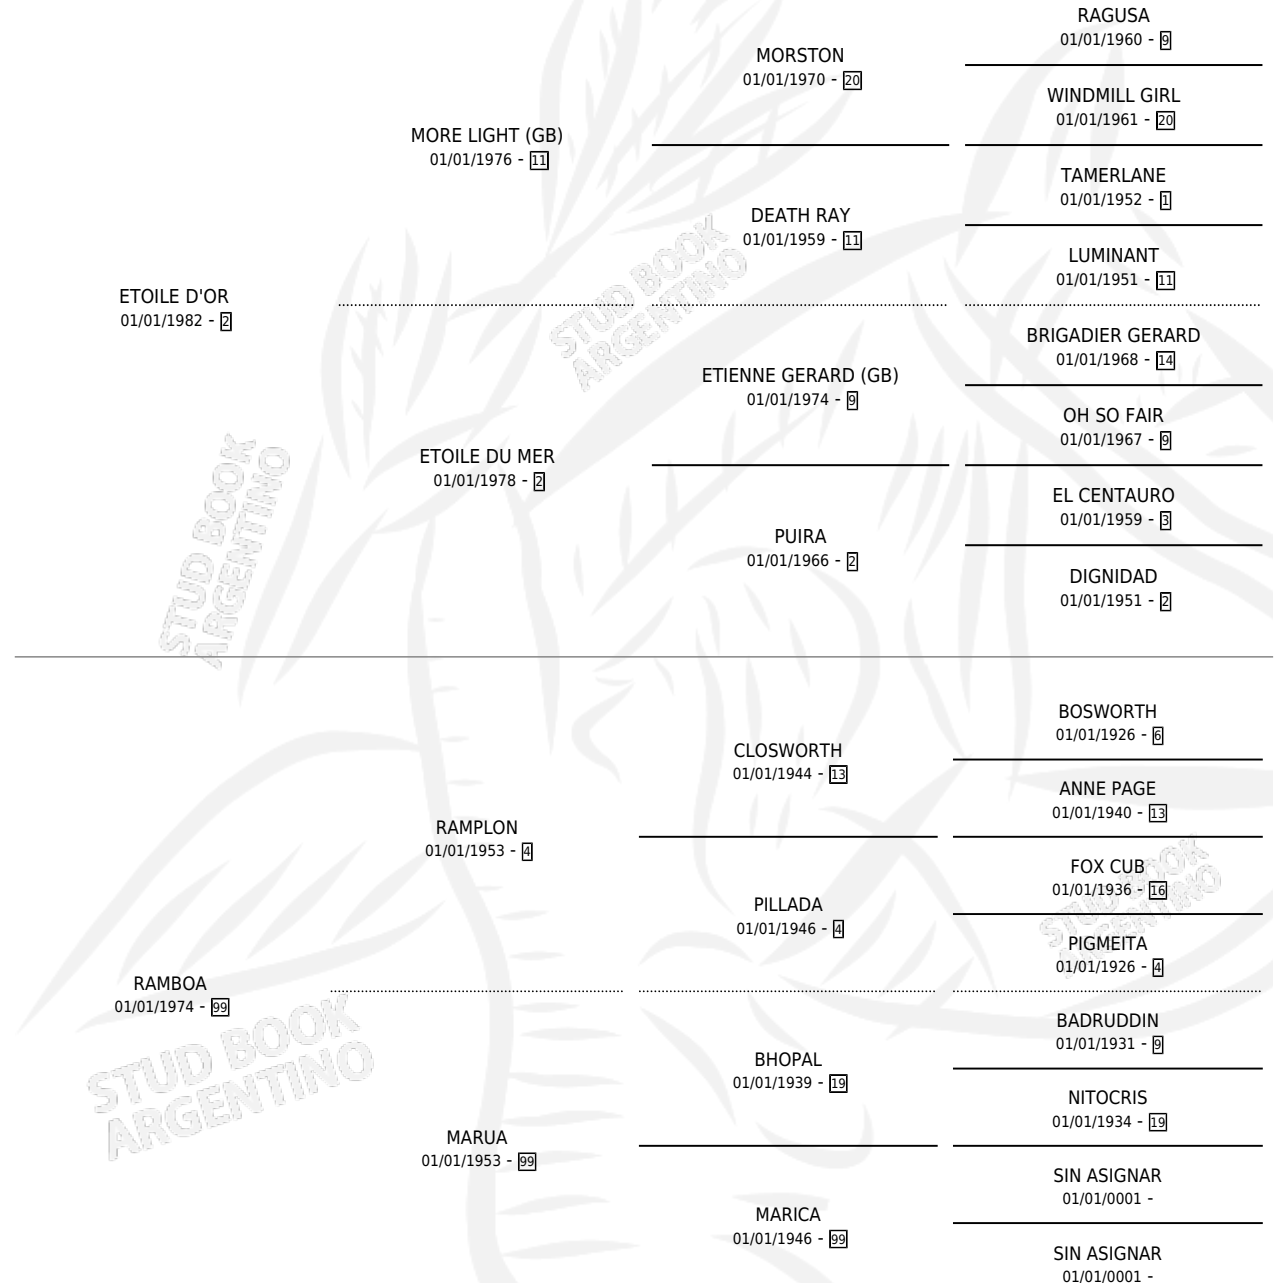 RAGUSA
01/01/1960 - 9
MORSTON
01/01/1970 - 20
WINDMILL GIRL
01/01/1961 - 20
MORE LIGHT (GB)
01/01/1976 - 11
TAMERLANE
01/01/1952 - 1
DEATH RAY
01/01/1959 - 11
LUMINANT
01/01/1951 - 11
ETOILE D'OR
01/01/1982 - 2
STUD BOOK
ARGENTINO
BRIGADIER GERARD
01/01/1968 - 14
ETIENNE GERARD (GB)
01/01/1974 - 9
OH SO FAIR
01/01/1967 - 9
ETOILE DU MER
01/01/1978 - 2
EL CENTAURO
01/01/1959 - 3
PUIRA
01/01/1966 - 2
DIGNIDAD
01/01/1951 - 2
STUD BOOK
ARGENTINO
BOSWORTH
01/01/1926 - 6
CLOSWORTH
01/01/1944 - 13
ANNE PAGE
01/01/1940 - 13
RAMPLON
01/01/1953 - 4
FOX CUB
01/01/1936 - 16
PILLADA
01/01/1946 - 4
PIGMEITA
01/01/1926 - 4
STUD BOOK
ARGENTINO
RAMBOA
01/01/1974 - 99
BADRUDDIN
01/01/1931 - 9
BHOPAL
01/01/1939 - 19
NITOCRIS
01/01/1934 - 19
STUD BOOK
ARGENTINO
MARUA
01/01/1953 - 99
SIN ASIGNAR
01/01/0001 -
MARICA
01/01/1946 - 99
SIN ASIGNAR
01/01/0001 -